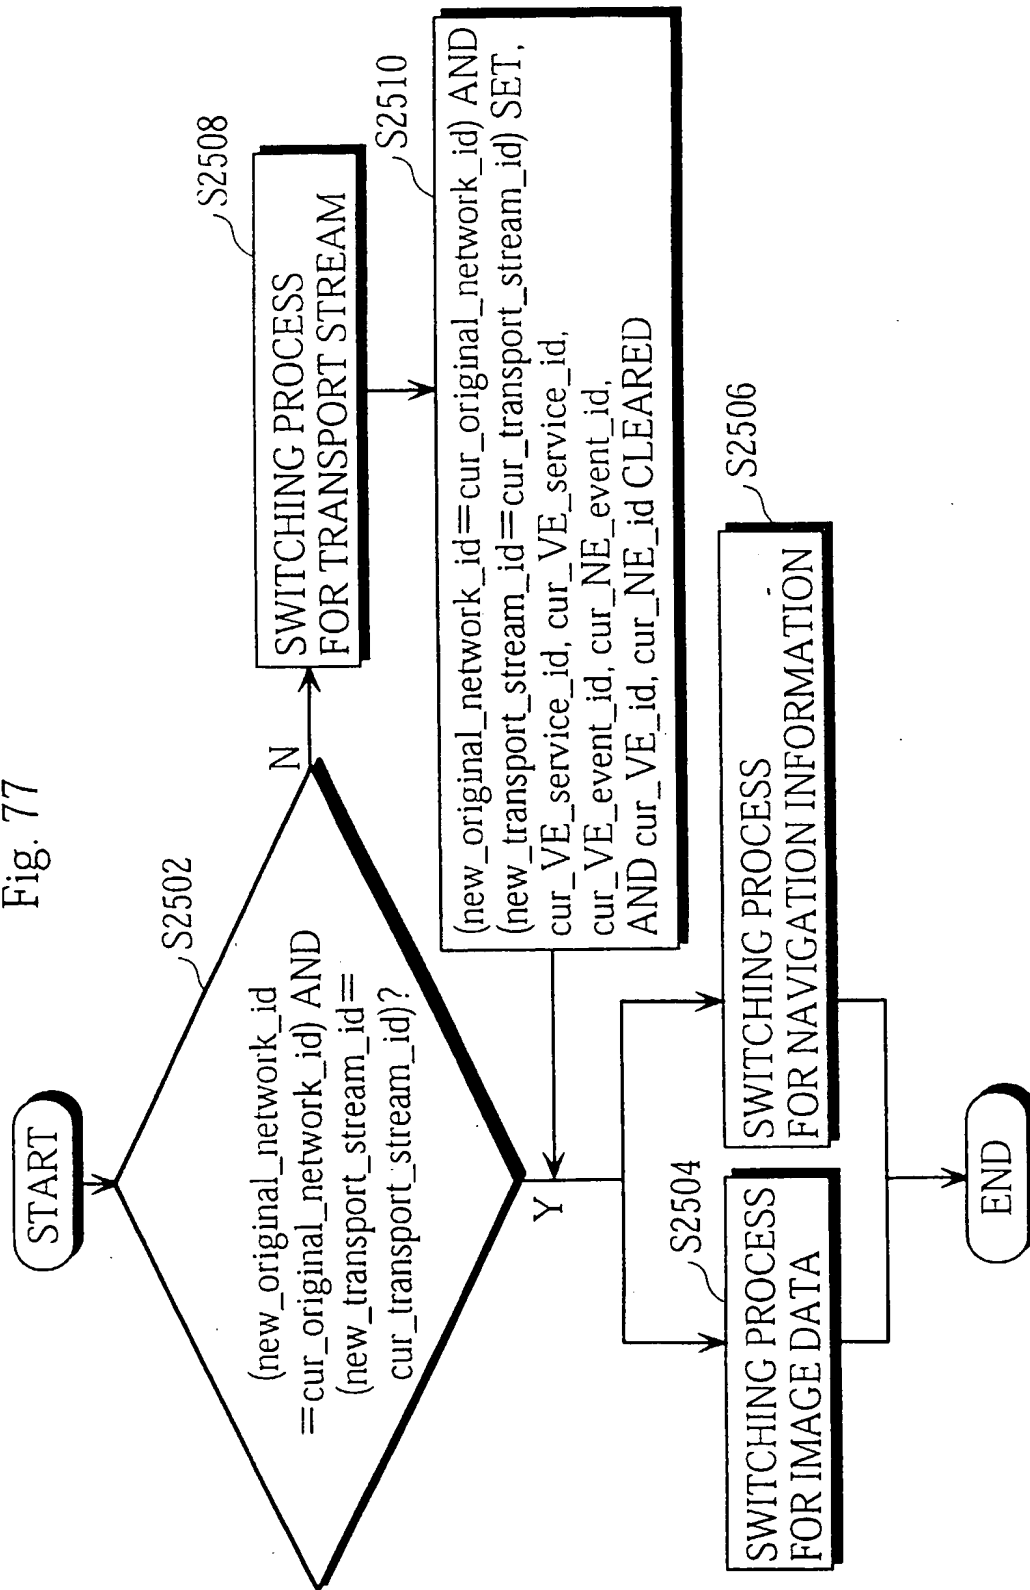 Fig. 77
START
S2502
(new_original_network_id
=cur_original_network_id) AND
(new_transport_stream_id=
cur_transport_stream_id)?
N
S2508
SWITCHING PROCESS
FOR TRANSPORT STREAM
S2510
(new_original_network_id=cur_original_network_id) AND
(new_transport_stream_id=cur_transport_stream_id) SET,
cur_VE_service_id, cur_VE_service_id,
cur_VE_event_id, cur_NE_event_id,
AND cur_VE_id, cur_NE_id CLEARED
Y
S2504
SWITCHING PROCESS
FOR IMAGE DATA
S2506
SWITCHING PROCESS
FOR NAVIGATION INFORMATION
END